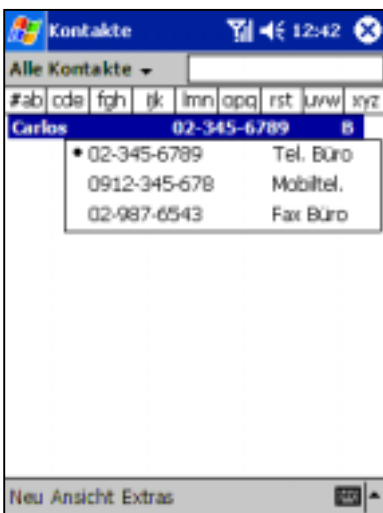 Kontakte 12:42
Alle Kontakte
#ab cde fgh ijk lmn opq rst uvw xyz
Carlos 02-345-6789 B
• 02-345-6789 Tel. Büro
0912-345-678 Mobiltel.
02-987-6543 Fax Büro
Neu Ansicht Extras